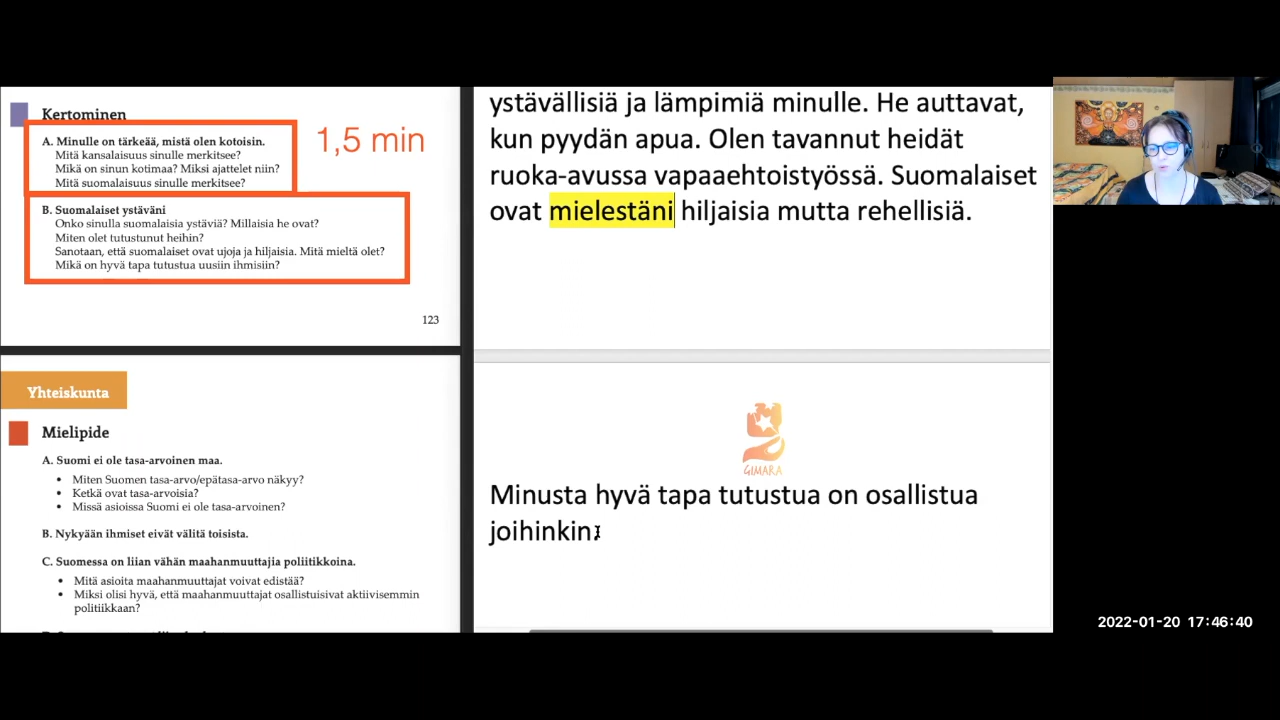 Kertominen
A. Minulle on tärkeää, mistä olen kotoisin.
Mitä kansalaisuus sinulle merkitsee?
Mikä on sinun kotimaa? Miksi ajattelet niin?
Mitä suomalaisuus sinulle merkitsee?
1,5 min
B. Suomalaiset ystäväni
Onko sinulla suomalaisia ystäviä? Millaisia he ovat?
Miten olet tutustunut heihin?
Sanotaan, että suomalaiset ovat ujoja ja hiljaisia. Mitä mieltä olet?
Mikä on hyvä tapa tutustua uusiin ihmisiin?
123
Yhteiskunta
Mielipide
A. Suomi ei ole tasa-arvoinen maa.
• Miten Suomen tasa-arvo/epätasa-arvo näkyy?
• Ketkä ovat tasa-arvoisia?
• Missä asioissa Suomi ei ole tasa-arvoinen?
B. Nykyään ihmiset eivät välitä toisista.
C. Suomessa on liian vähän maahanmuuttajia poliitikkoina.
• Mitä asioita maahanmuuttajat voivat edistää?
• Miksi olisi hyvä, että maahanmuuttajat osallistuisivat aktiivisemmin
politiikkaan?
ystävällisiä ja lämpimiä minulle. He auttavat,
kun pyydän apua. Olen tavannut heidät
ruoka-avussa vapaaehtoistyössä. Suomalaiset
ovat mielestäni hiljaisia mutta rehellisiä.
GIMARA
Minusta hyvä tapa tutustua on osallistua
joihinkin
2022-01-20 17:46:40